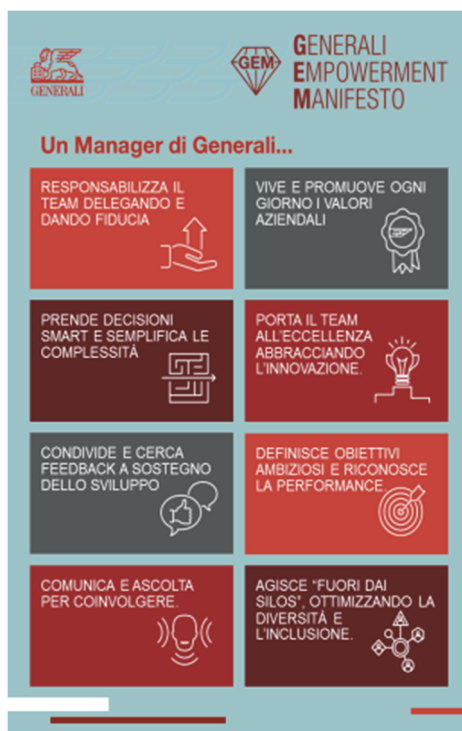 GENERALI
GEM
GENERALI
EMPOWERMENT
MANIFESTO
Un Manager di Generali...
RESPONSABILIZZA IL
TEAM DELEGANDO E
DANDO FIDUCIA
VIVE E PROMUOVE OGNI
GIORNO I VALORI
AZIENDALI
PRENDE DECISIONI
SMART E SEMPLIFICA LE
COMPLESSITÀ
PORTA IL TEAM
ALL'ECCELLENZA
ABBRACCIANDO
L'INNOVAZIONE.
CONDIVIDE E CERCA
FEEDBACK A SOSTEGNO
DELLO SVILUPPO
DEFINISCE OBIETTIVI
AMBIZIOSI E RICONOSCE
LA PERFORMANCE
COMUNICA E ASCOLTA
PER COINVOLGERE.
AGISCE "FUORI DAI
SILOS", OTTIMIZZANDO LA
DIVERSITÀ E
L'INCLUSIONE.